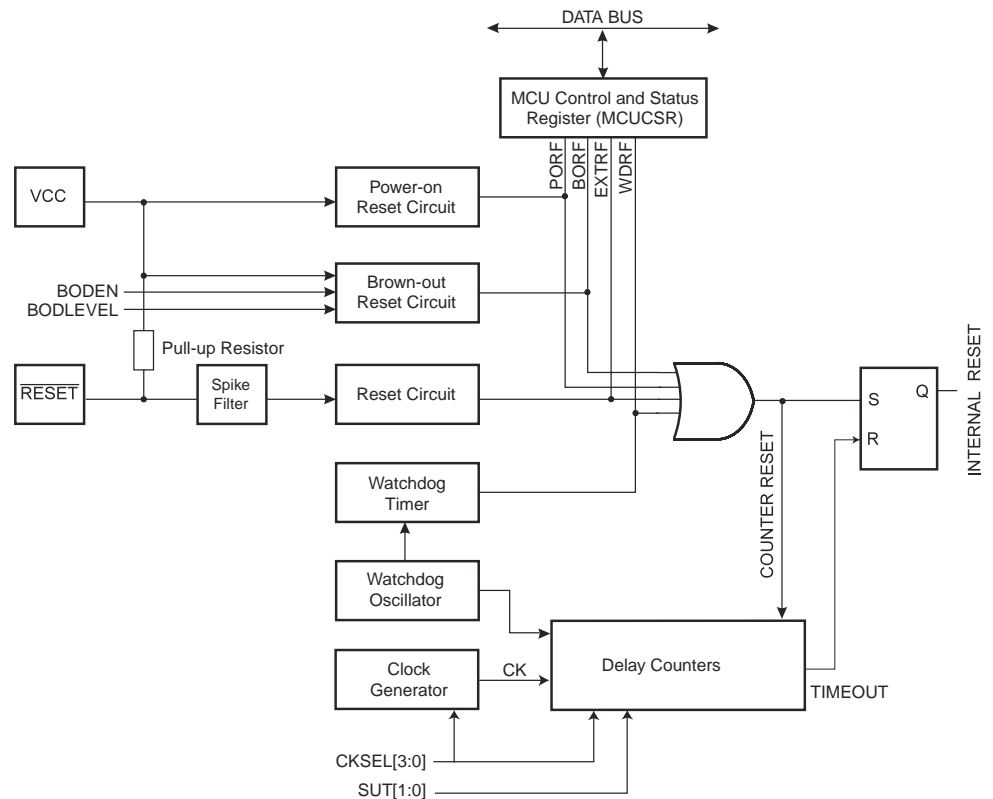 DATA BUS
MCU Control and Status
Register (MCUCSR)
PORF
BORF
EXTRF
WDRF
VCC
Power-on
Reset Circuit
BODEN
BODLEVEL
Brown-out
Reset Circuit
Pull-up Resistor
RESET
Spike
Filter
Reset Circuit
S
Q
R
INTERNAL RESET
Watchdog
Timer
COUNTER RESET
Watchdog
Oscillator
Clock
Generator
CK
Delay Counters
TIMEOUT
CKSEL[3:0]
SUT[1:0]